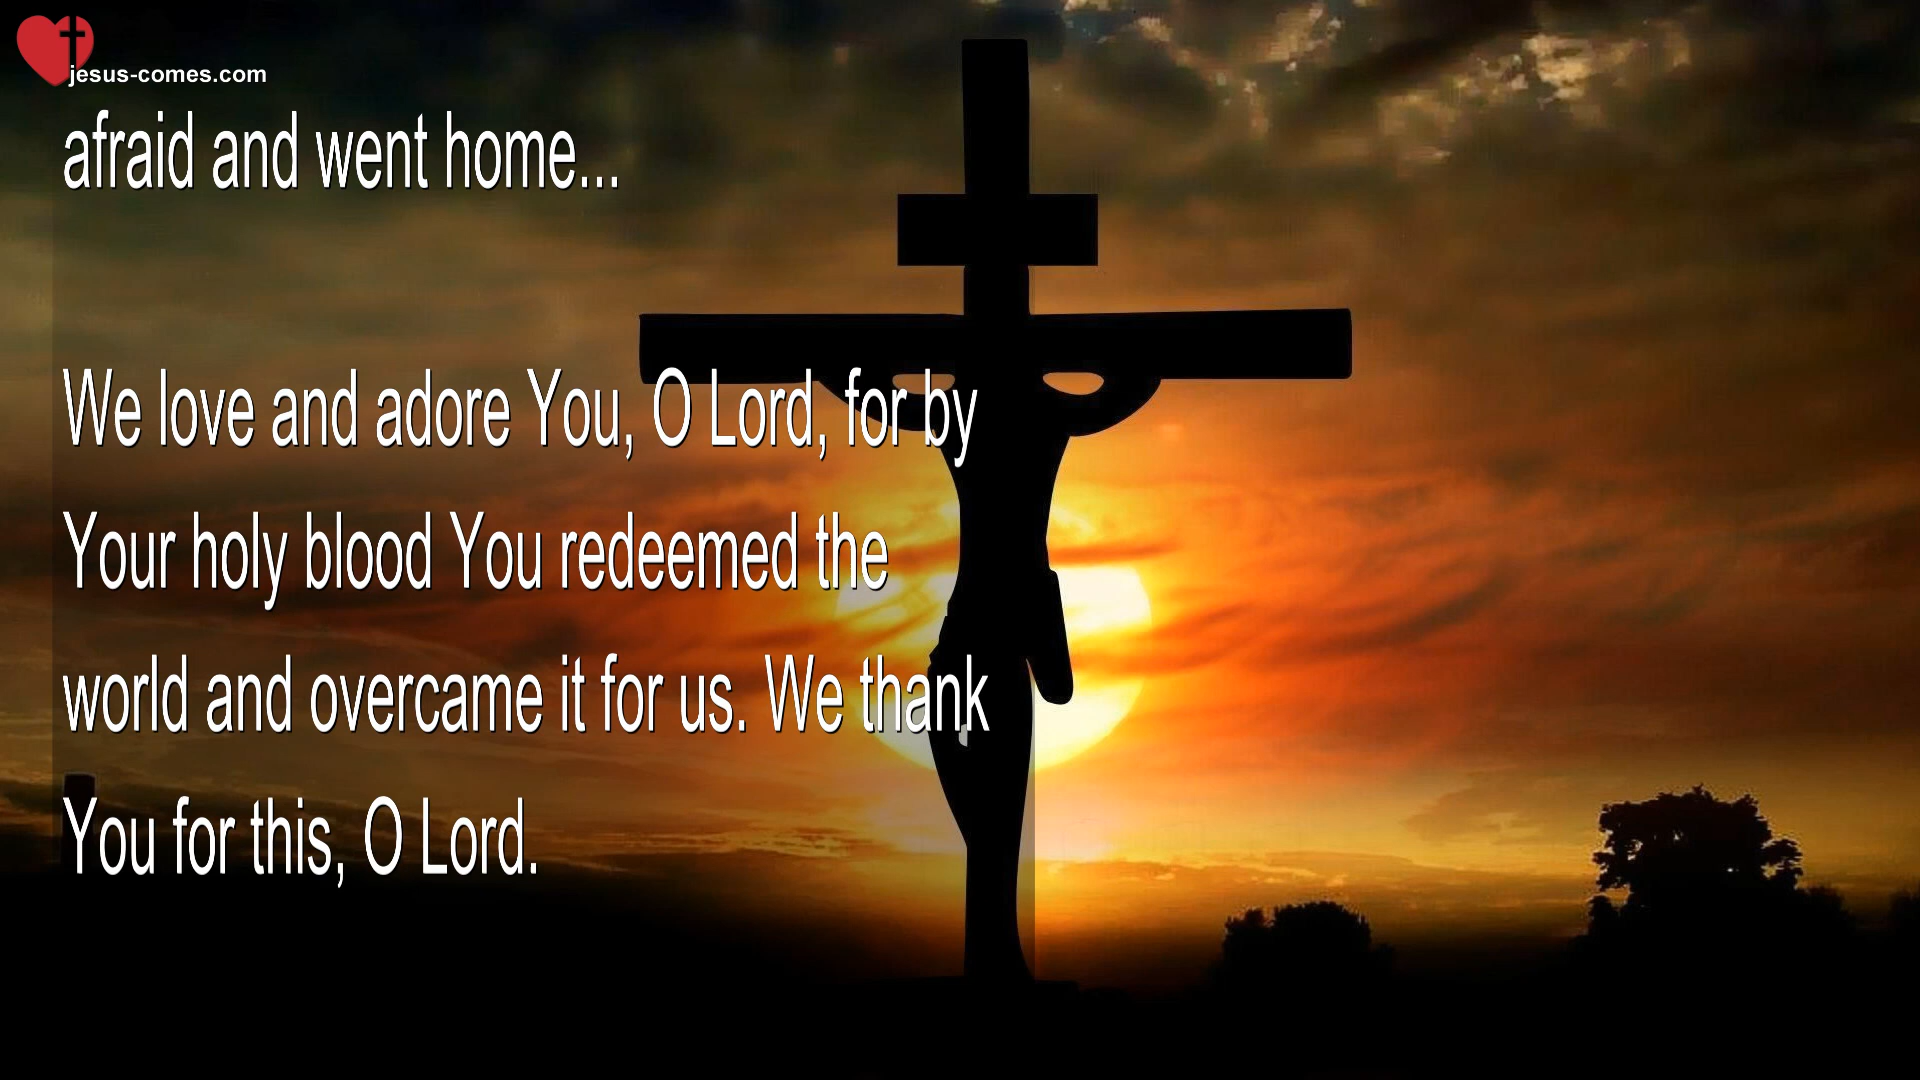 jesus-comes.com
afraid and went home...
We love and adore You, O Lord, for by
Your holy blood You redeemed the
world and overcame it for us. We thank
You for this, O Lord.